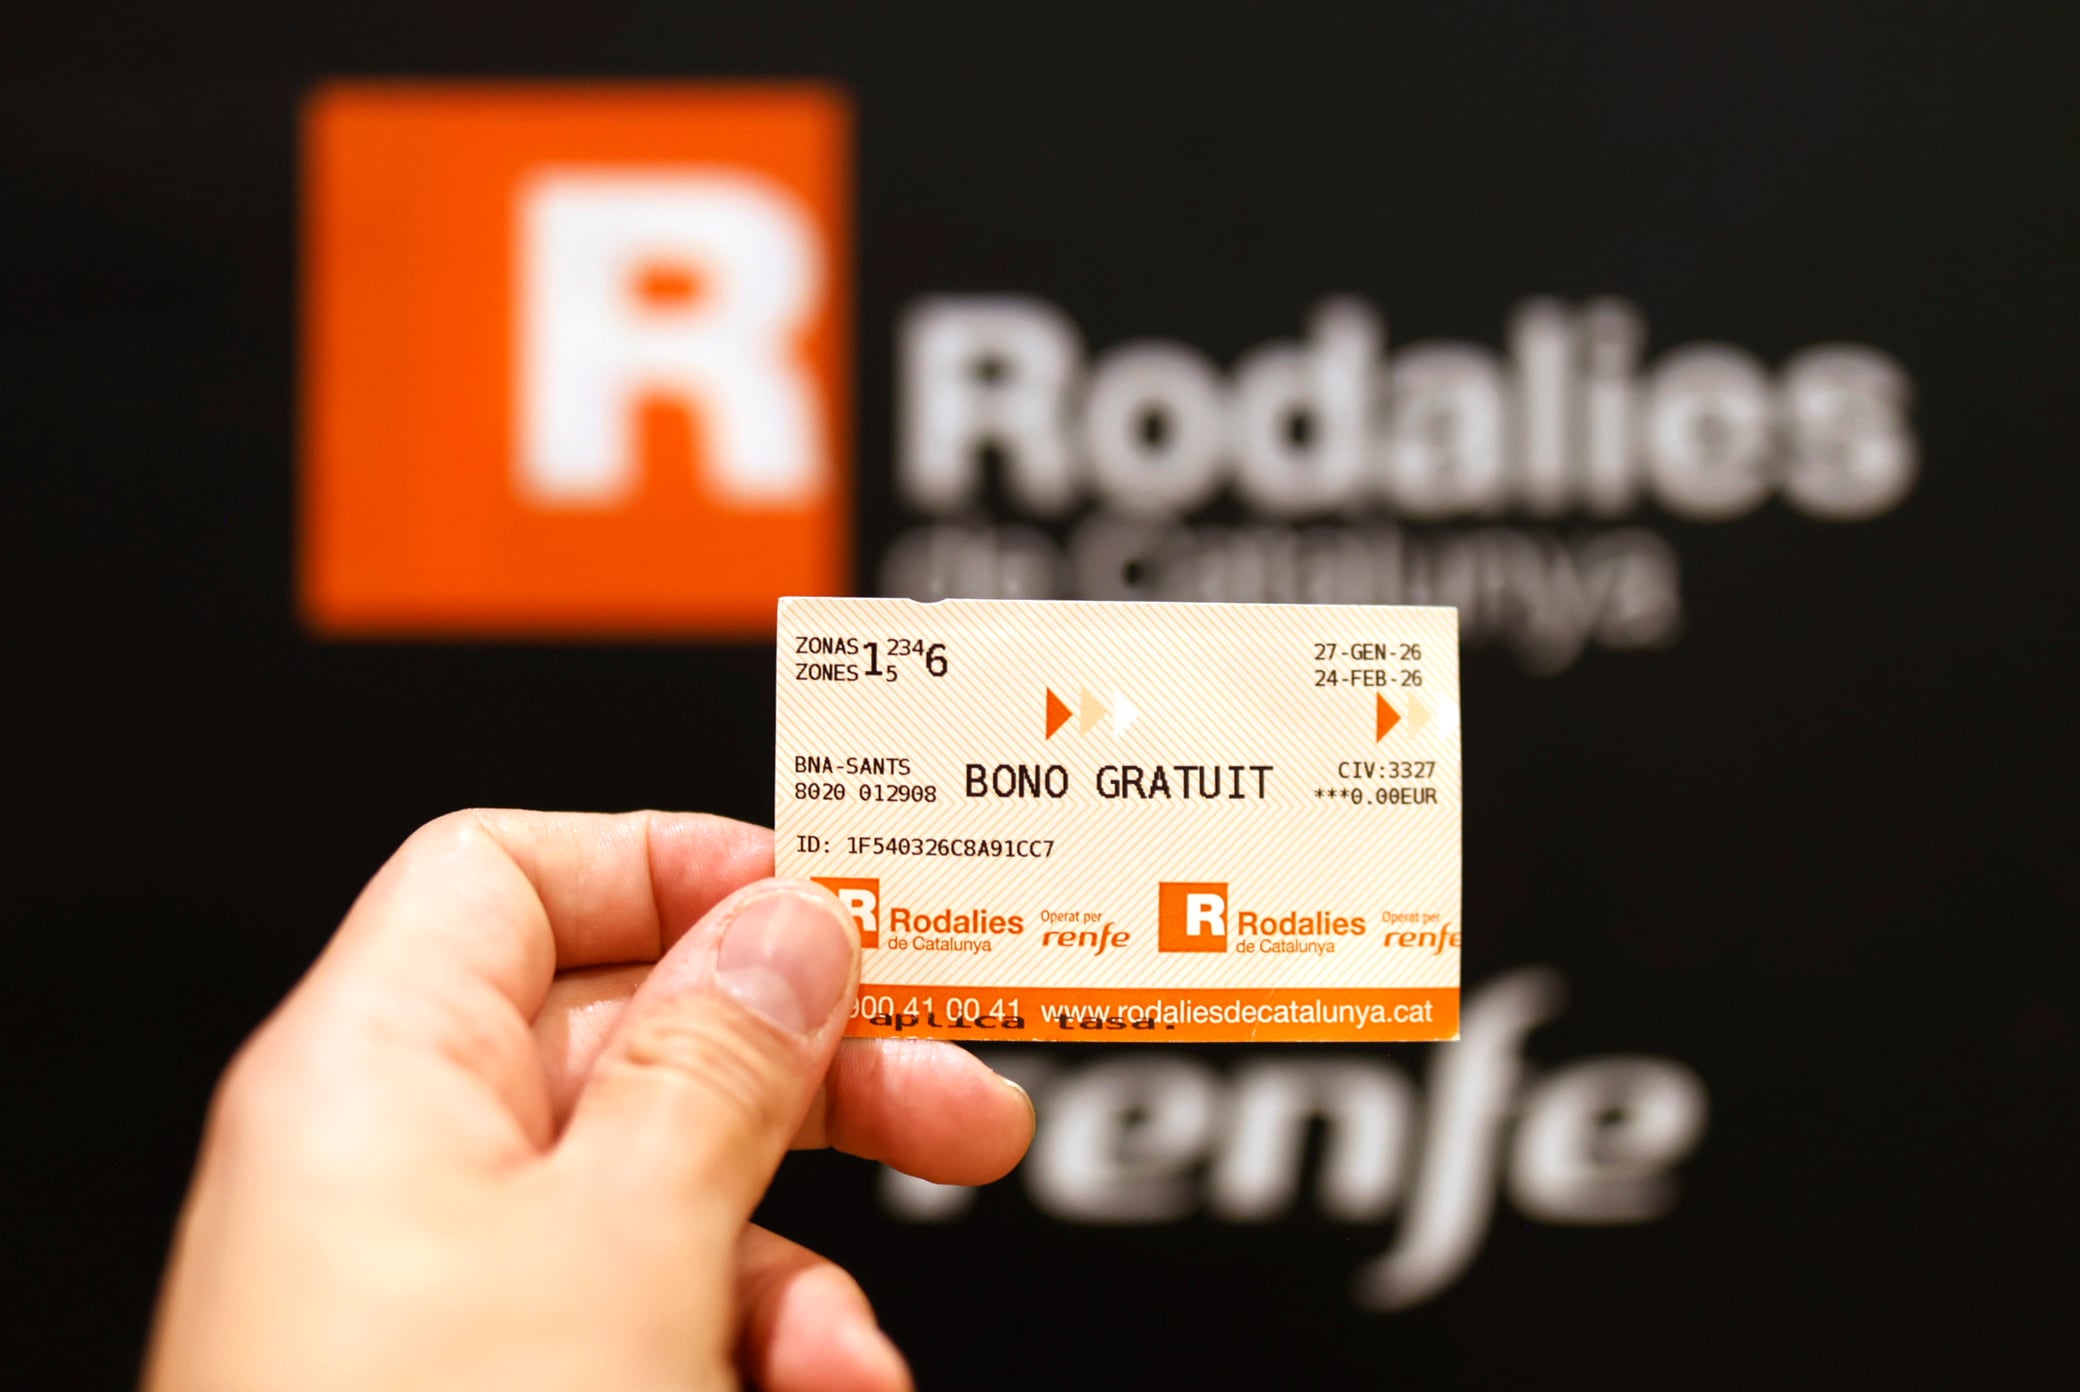 R
Rodalies
de Catalunya
ZONAS 1 234 6
ZONES 5
27-GEN-26
24-FEB-26
BNA-SANTS
8020 012908
BONO GRATUIT
CIV:3327
***0.00EUR
ID: 1F540326C8A91CC7
R Rodalies
de Catalunya
Operat per
renfe
R Rodalies
de Catalunya
Operat per
renfe
900 41 00 41 www.rodaliesdecatalunya.cat
aplica tasa.
renfe